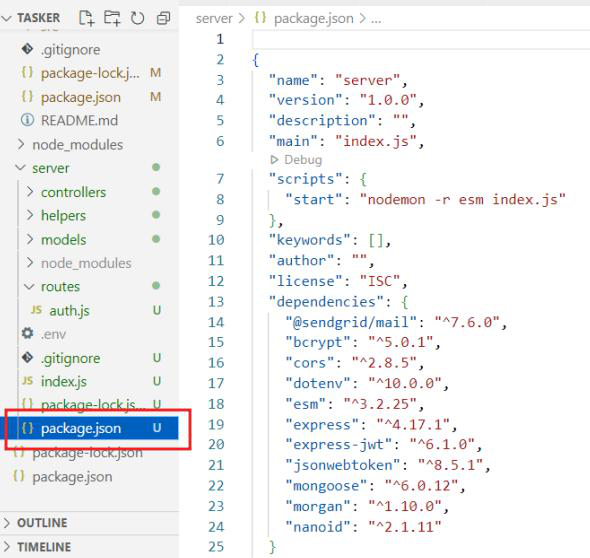 TASKER
.gitignore
package-lock.j... M
package.json M
README.md
node_modules
server
controllers
helpers
models
node_modules
routes
JS auth.js U
.env
.gitignore U
JS index.js U
{} package-lock.js... U
{} package.json U
{} package-lock.json
{} package.json
OUTLINE
TIMELINE
server > {} package.json > ...
1
2 {
3 "name": "server",
4 "version": "1.0.0",
5 "description": "",
6 "main": "index.js",
Debug
7 "scripts": {
8 "start": "nodemon -r esm index.js"
9 },
10 "keywords": [],
11 "author": "",
12 "license": "ISC",
13 "dependencies": {
14 "@sendgrid/mail": "^7.6.0",
15 "bcrypt": "^5.0.1",
16 "cors": "^2.8.5",
17 "dotenv": "^10.0.0",
18 "esm": "^3.2.25",
19 "express": "^4.17.1",
20 "express-jwt": "^6.1.0",
21 "jsonwebtoken": "^8.5.1",
22 "mongoose": "^6.0.12",
23 "morgan": "^1.10.0",
24 "nanoid": "^2.1.11"
25 }